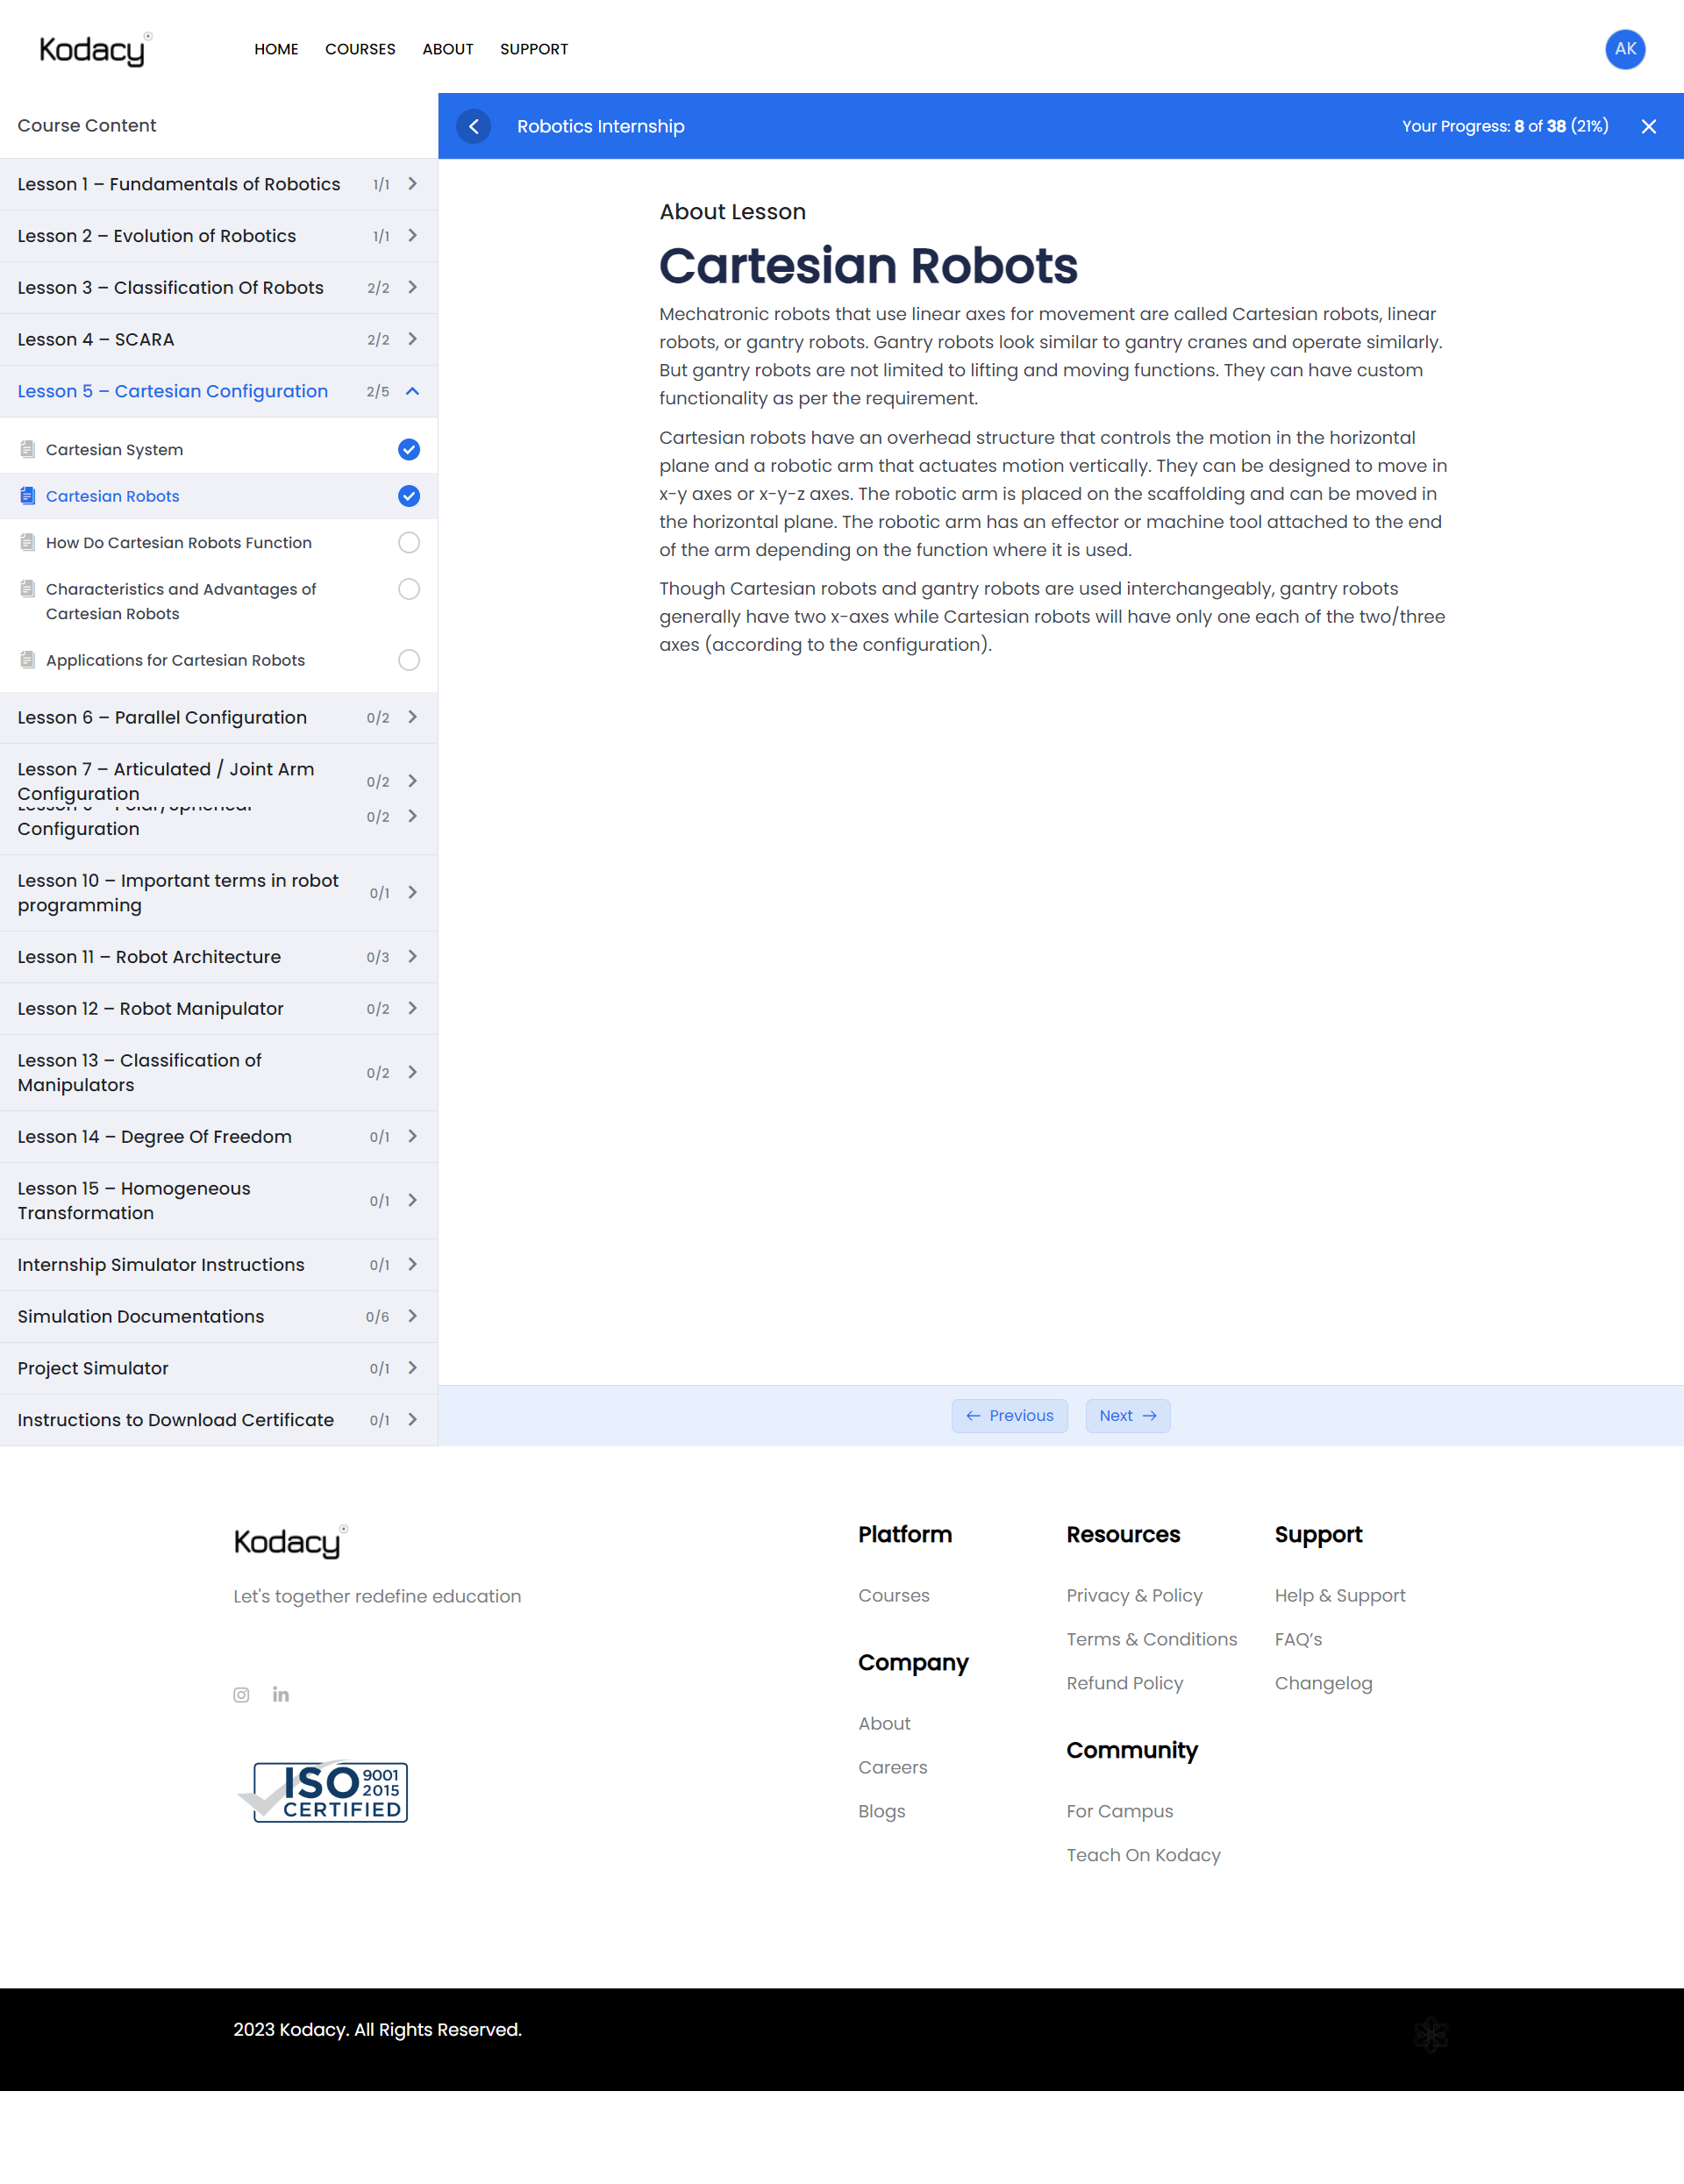 Kodacy
HOME COURSES ABOUT SUPPORT
AK
Course Content
Robotics Internship
Your Progress: 8 of 38 (21%)
Lesson 1 – Fundamentals of Robotics 1/1
Lesson 2 – Evolution of Robotics 1/1
Lesson 3 – Classification Of Robots 2/2
Lesson 4 – SCARA 2/2
Lesson 5 – Cartesian Configuration 2/5
Cartesian System
Cartesian Robots
How Do Cartesian Robots Function
Characteristics and Advantages of
Cartesian Robots
Applications for Cartesian Robots
Lesson 6 – Parallel Configuration 0/2
Lesson 7 – Articulated / Joint Arm
Configuration 0/2
Configuration 0/2
Lesson 10 – Important terms in robot
programming 0/1
Lesson 11 – Robot Architecture 0/3
Lesson 12 – Robot Manipulator 0/2
Lesson 13 – Classification of
Manipulators 0/2
Lesson 14 – Degree Of Freedom 0/1
Lesson 15 – Homogeneous
Transformation 0/1
Internship Simulator Instructions 0/1
Simulation Documentations 0/6
Project Simulator 0/1
Instructions to Download Certificate 0/1
About Lesson
Cartesian Robots
Mechatronic robots that use linear axes for movement are called Cartesian robots, linear
robots, or gantry robots. Gantry robots look similar to gantry cranes and operate similarly.
But gantry robots are not limited to lifting and moving functions. They can have custom
functionality as per the requirement.
Cartesian robots have an overhead structure that controls the motion in the horizontal
plane and a robotic arm that actuates motion vertically. They can be designed to move in
x-y axes or x-y-z axes. The robotic arm is placed on the scaffolding and can be moved in
the horizontal plane. The robotic arm has an effector or machine tool attached to the end
of the arm depending on the function where it is used.
Though Cartesian robots and gantry robots are used interchangeably, gantry robots
generally have two x-axes while Cartesian robots will have only one each of the two/three
axes (according to the configuration).
← Previous
Next →
Kodacy
Let's together redefine education
ISO 9001
2015
CERTIFIED
Platform
Courses
Company
About
Careers
Blogs
Resources
Privacy & Policy
Terms & Conditions
Refund Policy
Community
For Campus
Teach On Kodacy
Support
Help & Support
FAQ’s
Changelog
2023 Kodacy. All Rights Reserved.